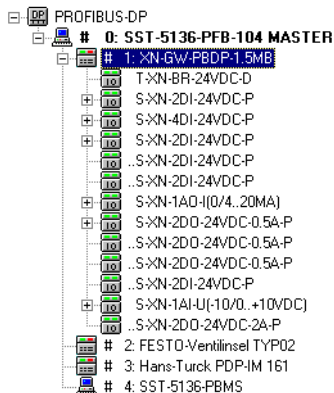 PROFIBUS-DP
# 0: SST-5136-PFB-104 MASTER
# 1: XN-GW-PBDP-1.5MB
T-XN-BR-24VDC-D
S-XN-2DI-24VDC-P
S-XN-4DI-24VDC-P
S-XN-2DI-24VDC-P
..S-XN-2DI-24VDC-P
..S-XN-2DI-24VDC-P
S-XN-1AO-I(0/4..20MA)
S-XN-2DO-24VDC-0.5A-P
..S-XN-2DO-24VDC-0.5A-P
..S-XN-2DO-24VDC-0.5A-P
..S-XN-2DI-24VDC-P
S-XN-1AI-U(-10/0..+10VDC)
S-XN-2DO-24VDC-2A-P
# 2: FESTO-Ventilinsel TYP02
# 3: Hans-Turck PDP-IM 161
# 4: SST-5136-PBMS